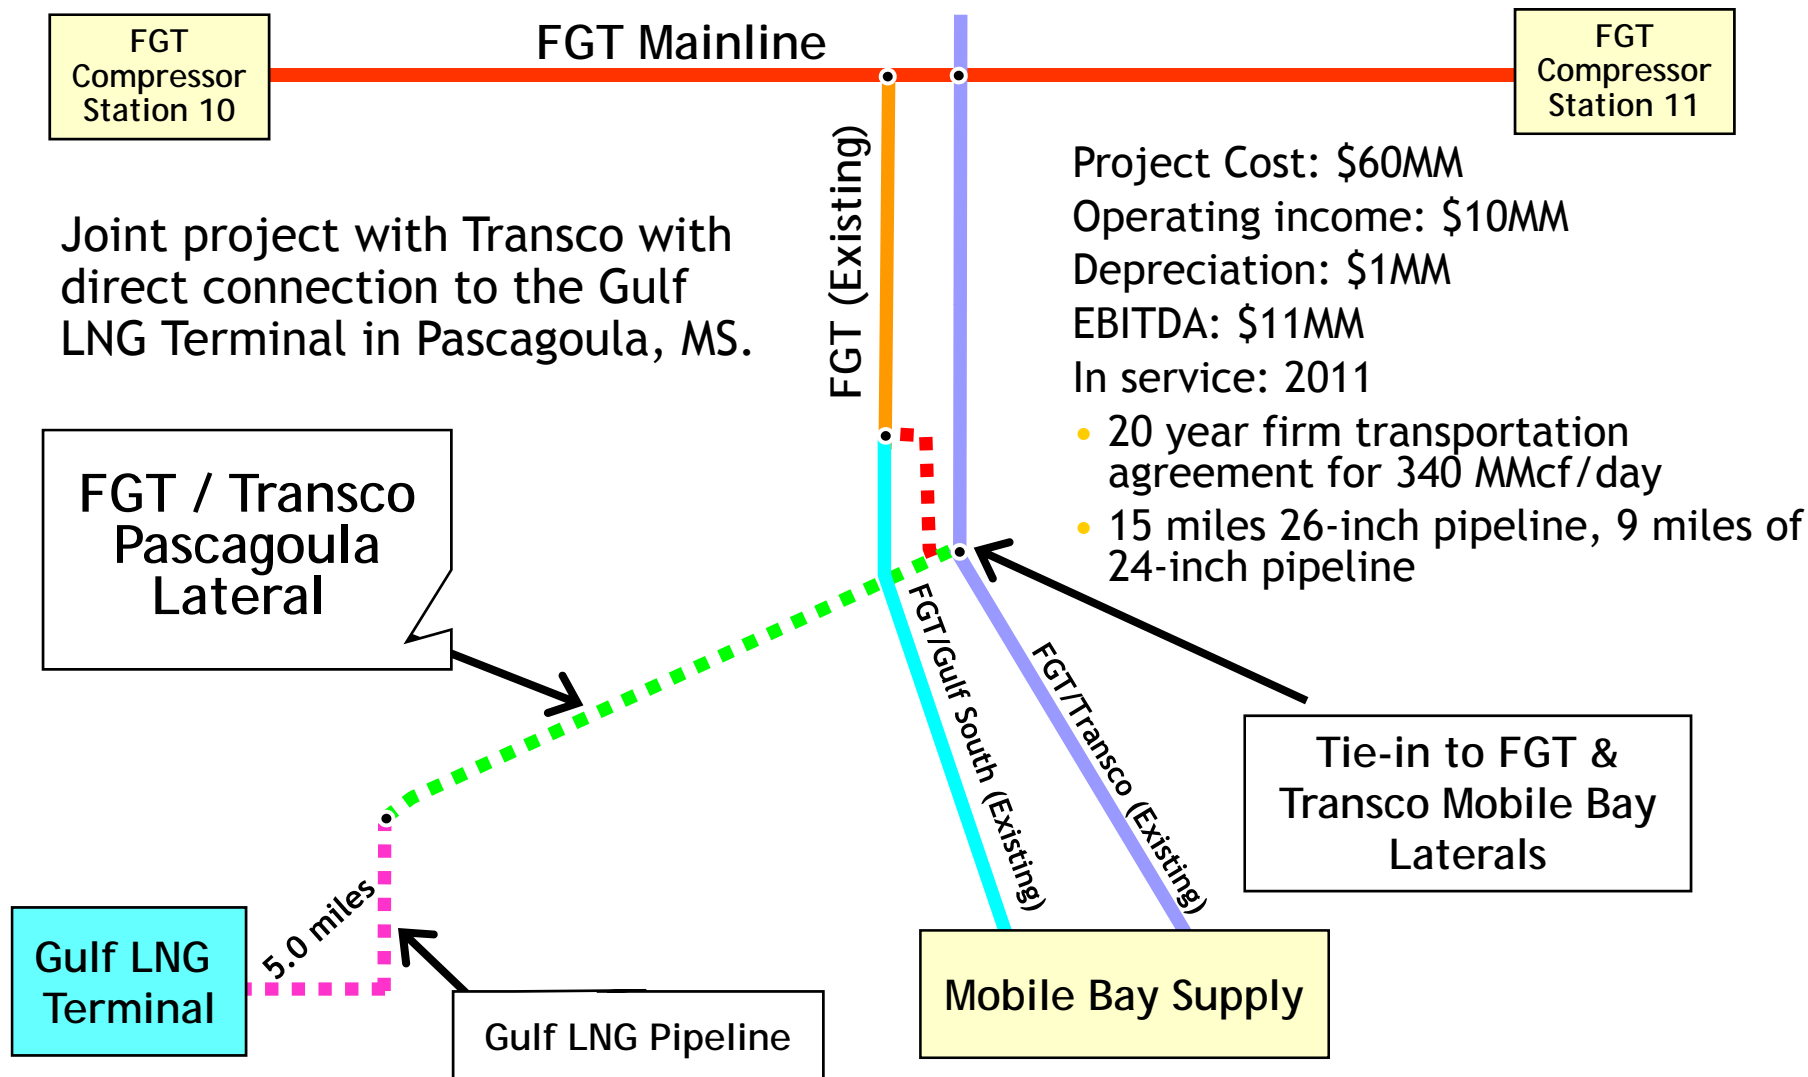 FGT
Compressor
Station 10
FGT Mainline
FGT
Compressor
Station 11
Joint project with Transco with
direct connection to the Gulf
LNG Terminal in Pascagoula, MS.
FGT (Existing)
Project Cost: $60MM
Operating income: $10MM
Depreciation: $1MM
EBITDA: $11MM
In service: 2011
• 20 year firm transportation
agreement for 340 MMcf/day
• 15 miles 26-inch pipeline, 9 miles of
24-inch pipeline
FGT / Transco
Pascagoula
Lateral
FGT/Gulf South (Existing)
FGT/Transco (Existing)
Tie-in to FGT &
Transco Mobile Bay
Laterals
5.0 miles
Gulf LNG
Terminal
Gulf LNG Pipeline
Mobile Bay Supply